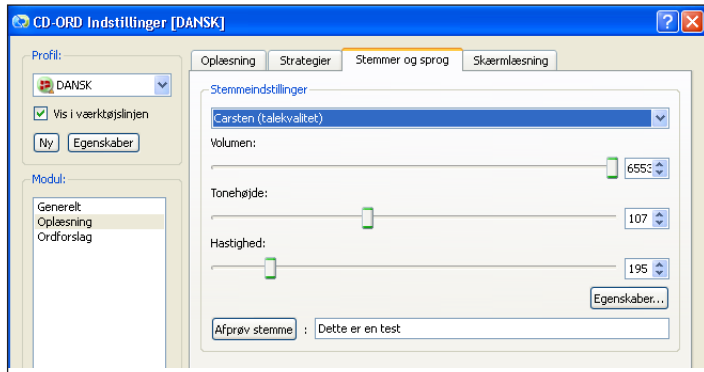 CD-ORD Indstillinger [DANSK]
Profil:
DANSK
Vis i værktøjslinjen
Ny
Egenskaber
Modul:
Generelt
Oplæsning
Ordforslag
Oplæsning
Strategier
Stemmer og sprog
Skærmlæsning
Stemmeindstillinger
Carsten (talekvalitet)
Volumen:
6553
Tonehøjde:
107
Hastighed:
195
Egenskaber...
Afprøv stemme : Dette er en test